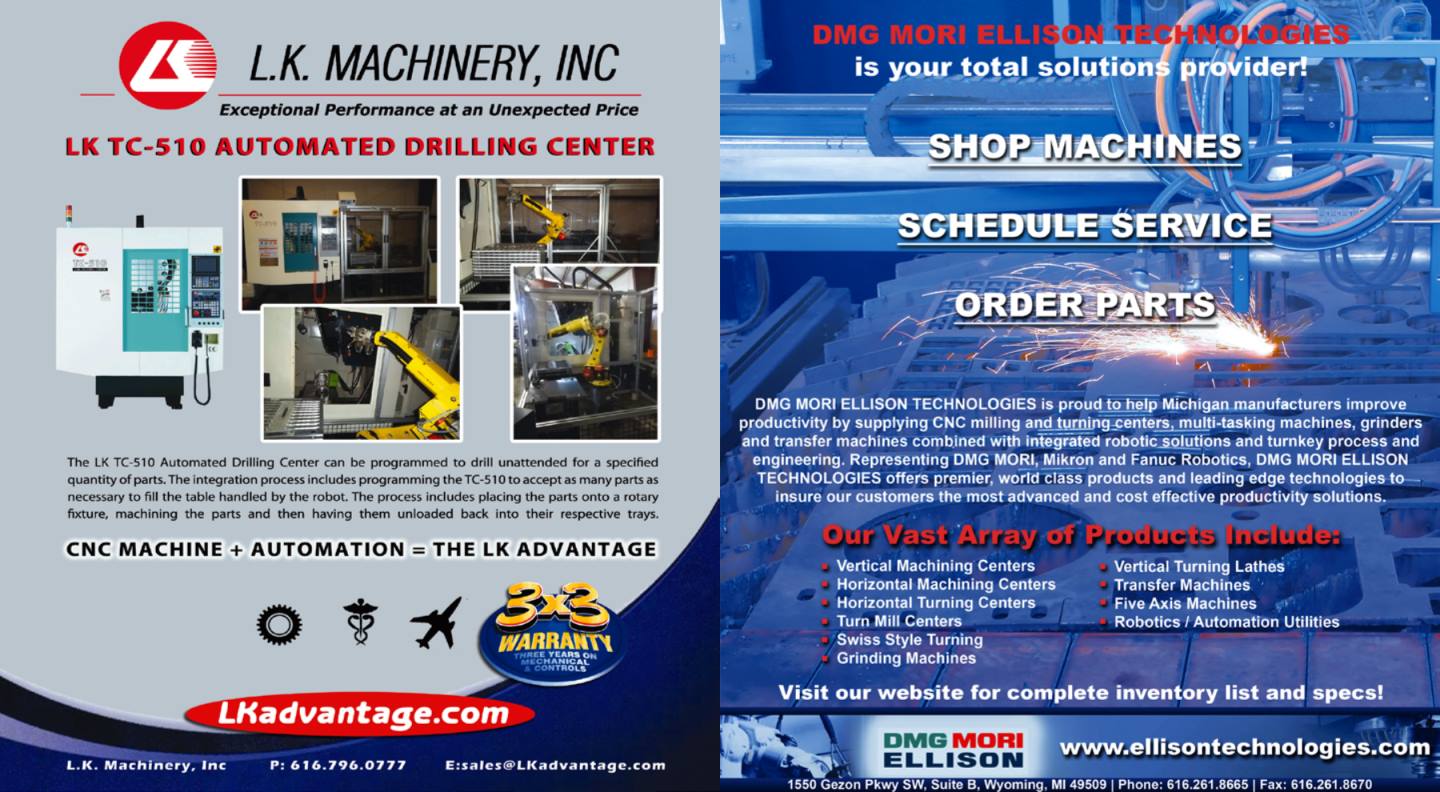 L.K. MACHINERY, INC
Exceptional Performance at an Unexpected Price
LK TC-510 AUTOMATED DRILLING CENTER
LK
TC-510
The LK TC-510 Automated Drilling Center can be programmed to drill unattended for a specified
quantity of parts. The integration process includes programming the TC-510 to accept as many parts as
necessary to fill the table handled by the robot. The process includes placing the parts onto a rotary
fixture, machining the parts and then having them unloaded back into their respective trays.
CNC MACHINE + AUTOMATION = THE LK ADVANTAGE
3x3
WARRANTY
THREE YEARS ON
MECHANICAL
& CONTROLS
LKadvantage.com
L.K. Machinery, Inc P: 616.796.0777 E:sales@LKadvantage.com
DMG MORI ELLISON TECHNOLOGIES
is your total solutions provider!
SHOP MACHINES
SCHEDULE SERVICE
ORDER PARTS
DMG MORI ELLISON TECHNOLOGIES is proud to help Michigan manufacturers improve
productivity by supplying CNC milling and turning centers, multi-tasking machines, grinders
and transfer machines combined with integrated robotic solutions and turnkey process and
engineering. Representing DMG MORI, Mikron and Fanuc Robotics, DMG MORI ELLISON
TECHNOLOGIES offers premier, world class products and leading edge technologies to
insure our customers the most advanced and cost effective productivity solutions.
Our Vast Array of Products Include:
Vertical Machining Centers
Horizontal Machining Centers
Horizontal Turning Centers
Turn Mill Centers
Swiss Style Turning
Grinding Machines
Vertical Turning Lathes
Transfer Machines
Five Axis Machines
Robotics / Automation Utilities
Visit our website for complete inventory list and specs!
DMG MORI
ELLISON
www.ellisontechnologies.com
1550 Gezon Pkwy SW, Suite B, Wyoming, MI 49509 | Phone: 616.261.8665 | Fax: 616.261.8670